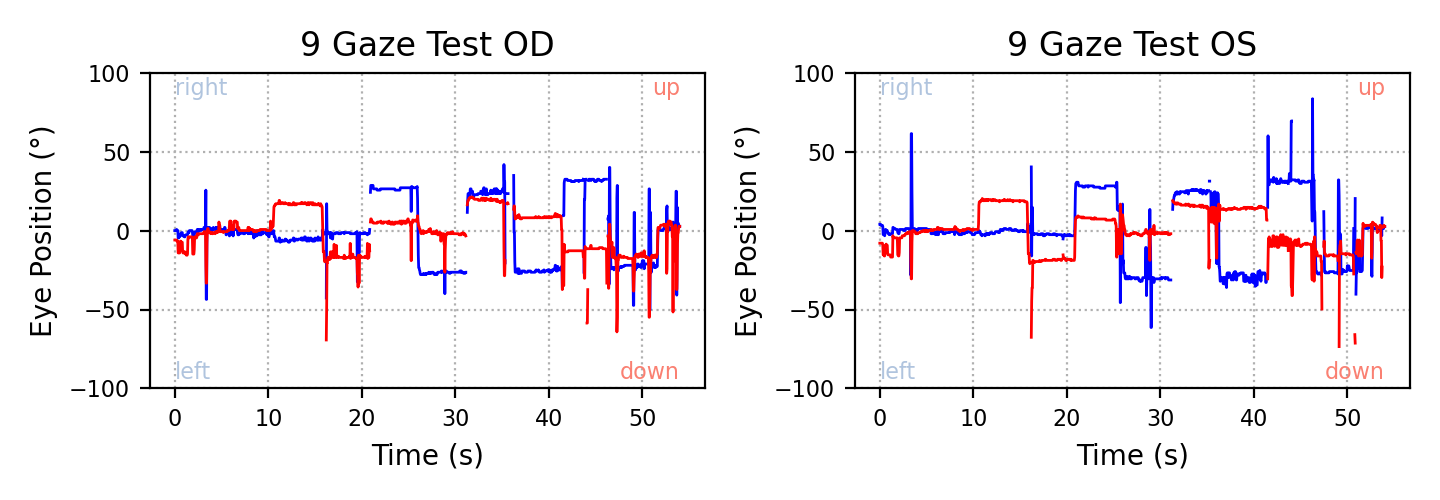 9 Gaze Test OD
100
50
0
−50
−100
Eye Position (°)
right
up
left
down
0 10 20 30 40 50
Time (s)
9 Gaze Test OS
100
50
0
−50
−100
Eye Position (°)
right
up
left
down
0 10 20 30 40 50
Time (s)